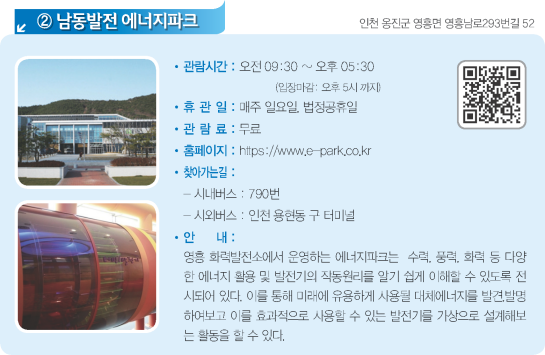 ② 남동발전 에너지파크
인천 옹진군 영흥면 영흥남로293번길 52
• 관람시간 : 오전 09:30 ~ 오후 05:30
(입장마감: 오후 5시 까지)
• 휴 관 일 : 매주 일요일, 법정공휴일
• 관 람 료 : 무료
• 홈페이지 : https://www.e-park.co.kr
• 찾아가는길 :
– 시내버스 : 790번
– 시외버스 : 인천 용현동 구 터미널
• 안 내 :
영흥 화력발전소에서 운영하는 에너지파크는 수력, 풍력, 화력 등 다양
한 에너지 활용 및 발전기의 작동원리를 알기 쉽게 이해할 수 있도록 전
시되어 있다. 이를 통해 미래에 유용하게 사용될 대체에너지를 발견,발명
하여보고 이를 효과적으로 사용할 수 있는 발전기를 가상으로 설계해보
는 활동을 할 수 있다.